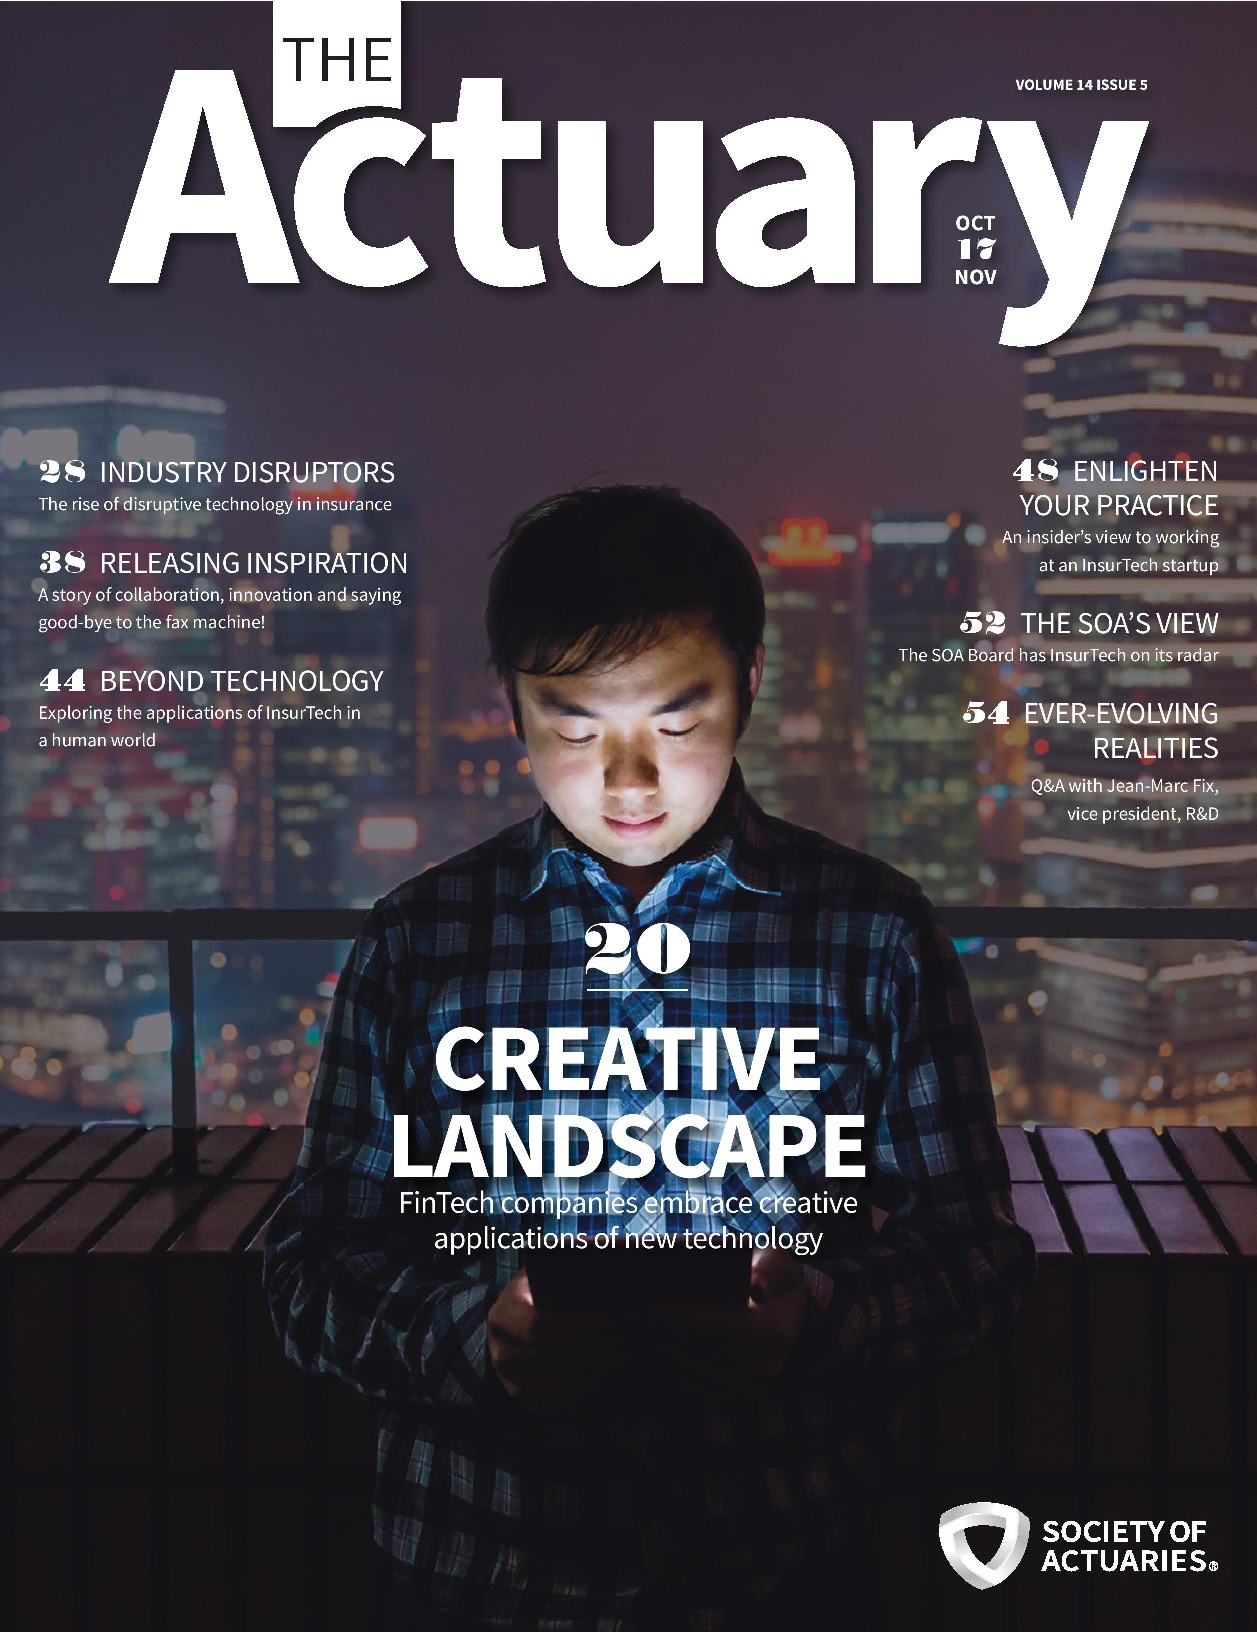 THE
Actuary
VOLUME 14 ISSUE 5
OCT
17
NOV
28 INDUSTRY DISRUPTORS
The rise of disruptive technology in insurance
38 RELEASING INSPIRATION
A story of collaboration, innovation and saying
good-bye to the fax machine!
44 BEYOND TECHNOLOGY
Exploring the applications of InsurTech in
a human world
48 ENLIGHTEN
YOUR PRACTICE
An insider’s view to working
at an InsurTech startup
52 THE SOA’S VIEW
The SOA Board has InsurTech on its radar
54 EVER-EVOLVING
REALITIES
Q&A with Jean-Marc Fix,
vice president, R&D
20
CREATIVE
LANDSCAPE
FinTech companies embrace creative
applications of new technology
SOCIETY OF
ACTUARIES®